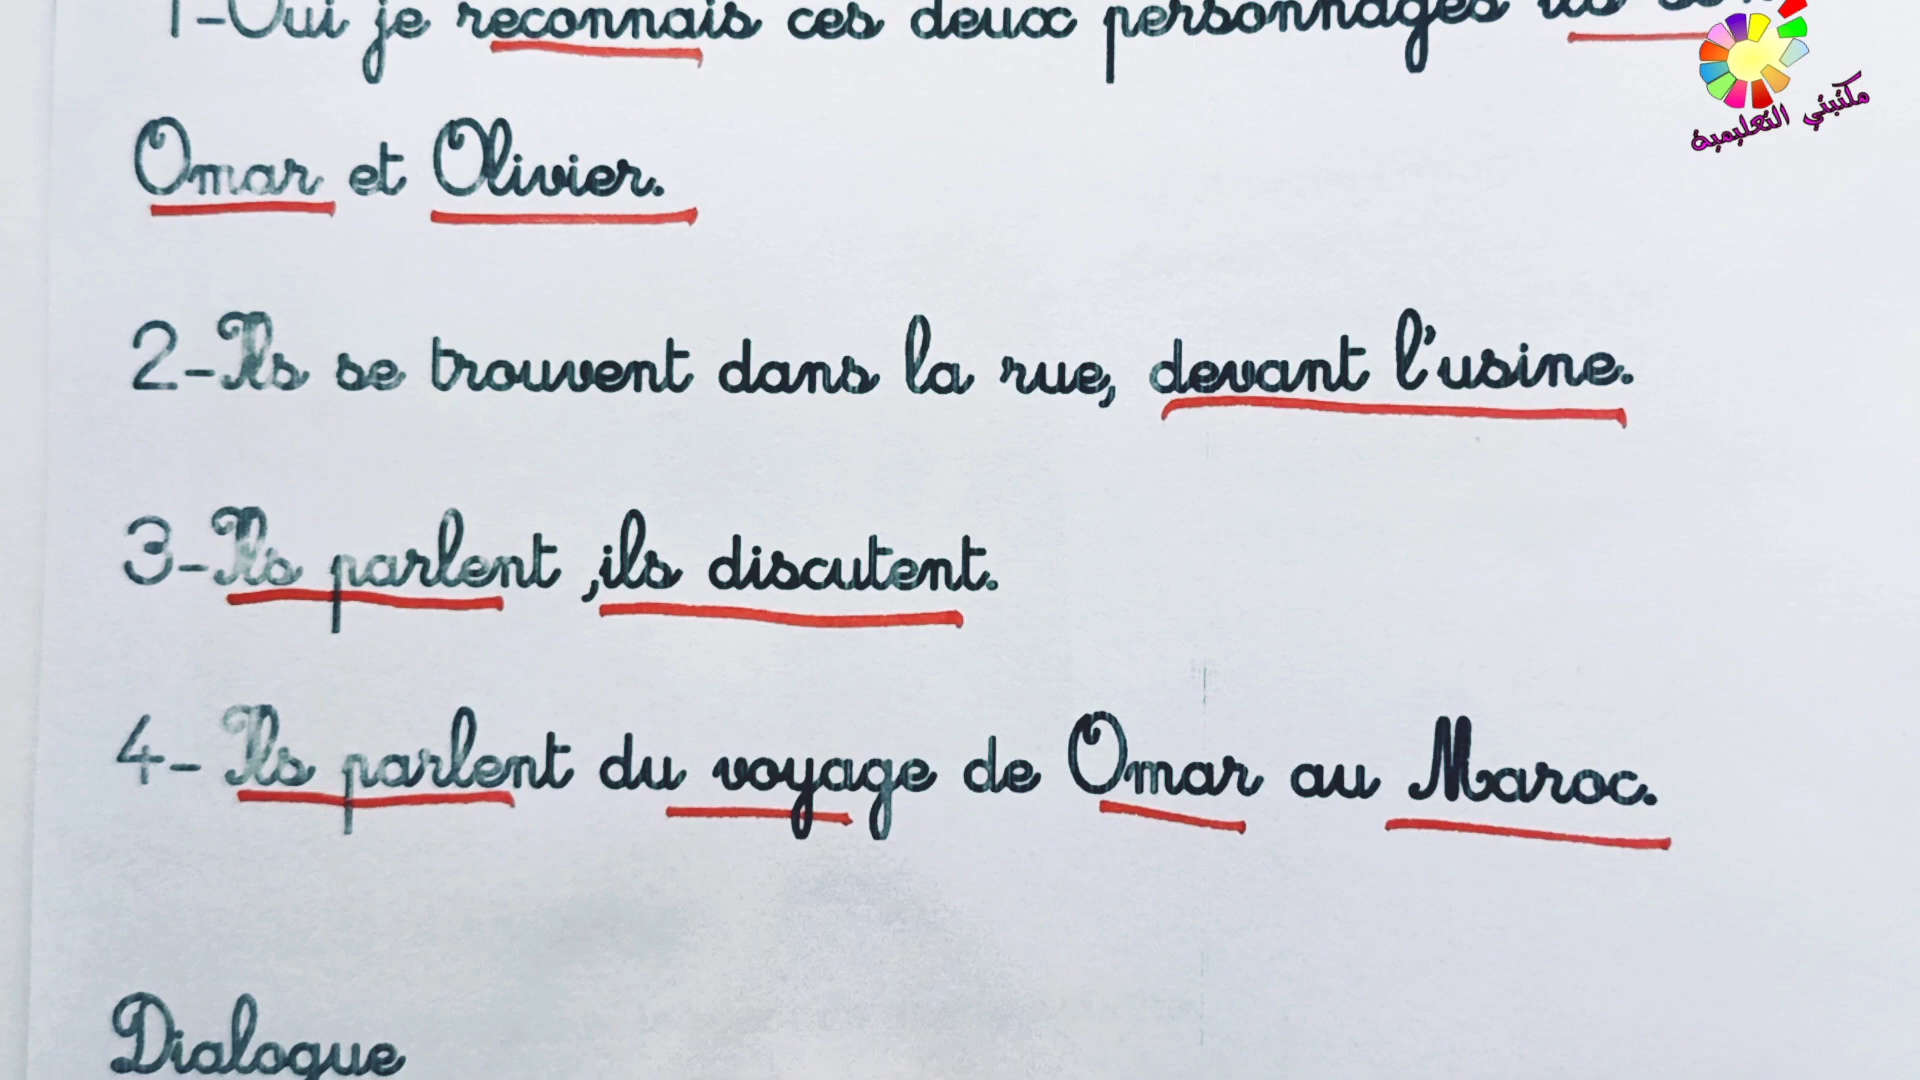 1-Oui je reconnais ces deux personnages ils
Omar et Olivier.
2-Ils se trouvent dans la rue, devant l'usine.
3-Ils parlent ,ils discutent.
4- Ils parlent du voyage de Omar au Maroc.
Dialogue
مكتبتي التعليمية